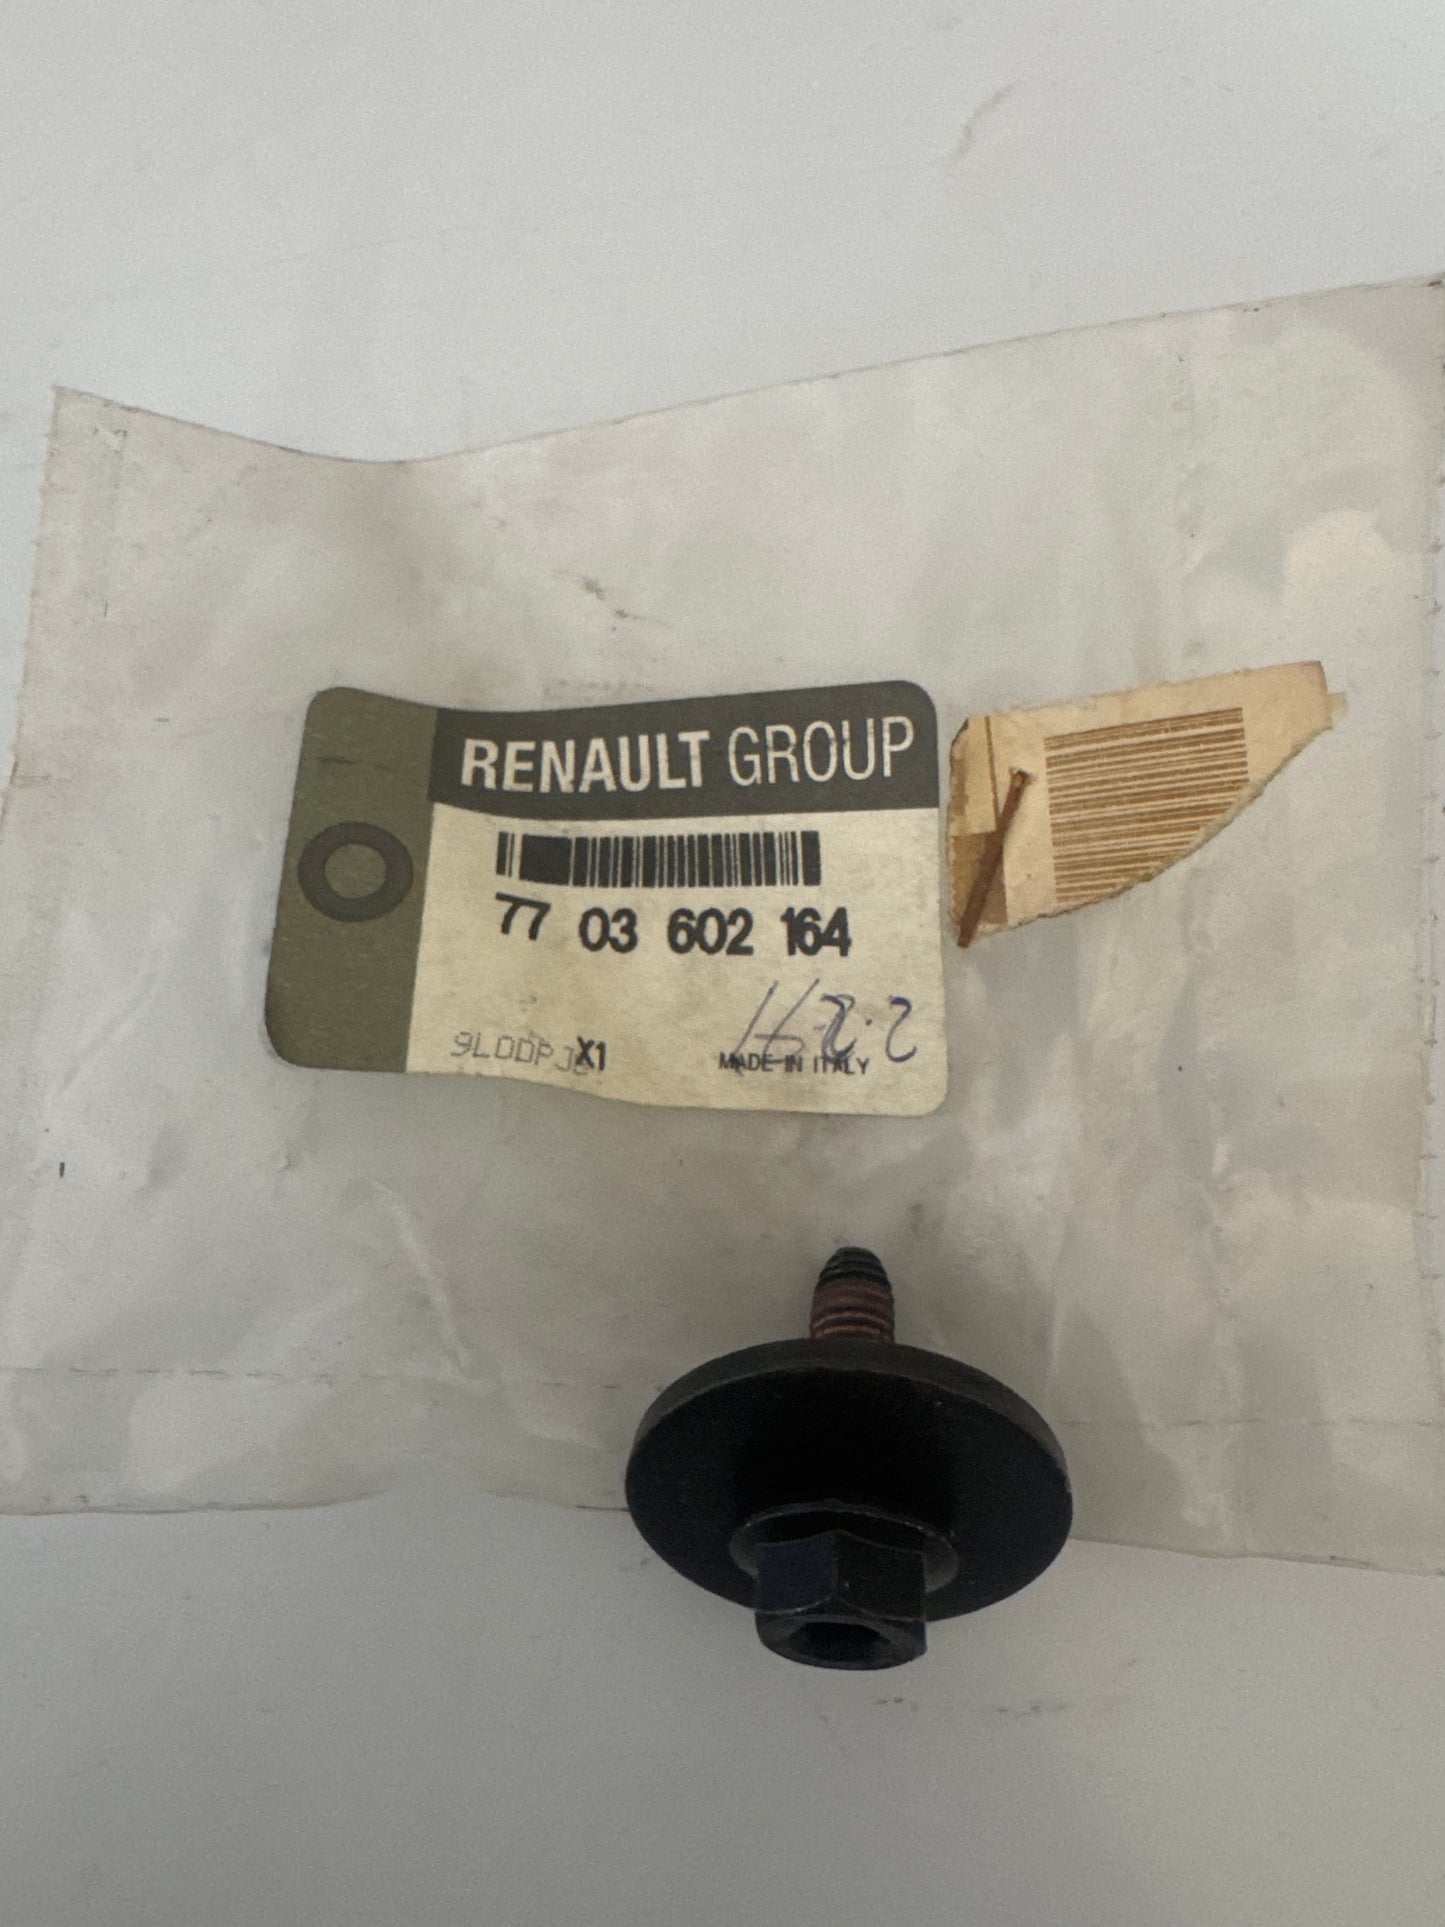 RENAULT GROUP
77 03 602 164
X1
MADE IN ITALY